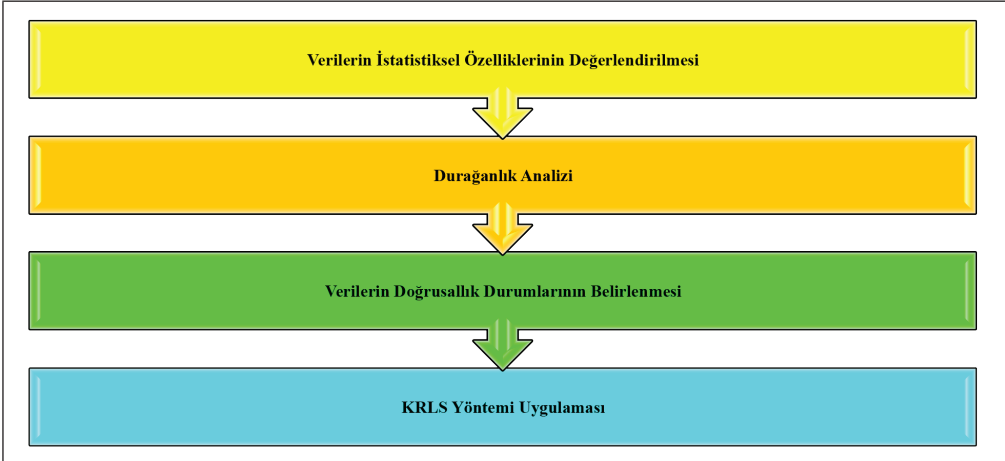 Verilerin İstatistiksel Özelliklerinin Değerlendirilmesi
Durağanlık Analizi
Verilerin Doğrusallık Durumlarının Belirlenmesi
KRLS Yöntemi Uygulaması